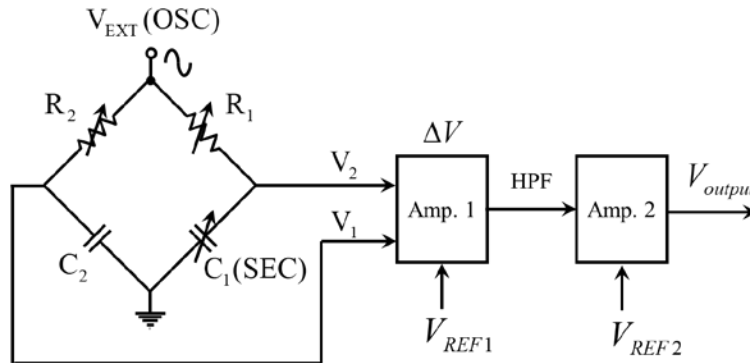 V_EXT (OSC)
R_2
R_1
ΔV
V_2
HPF
V_output
Amp. 1
Amp. 2
V_1
C_2
C_1(SEC)
V_REF1
V_REF2